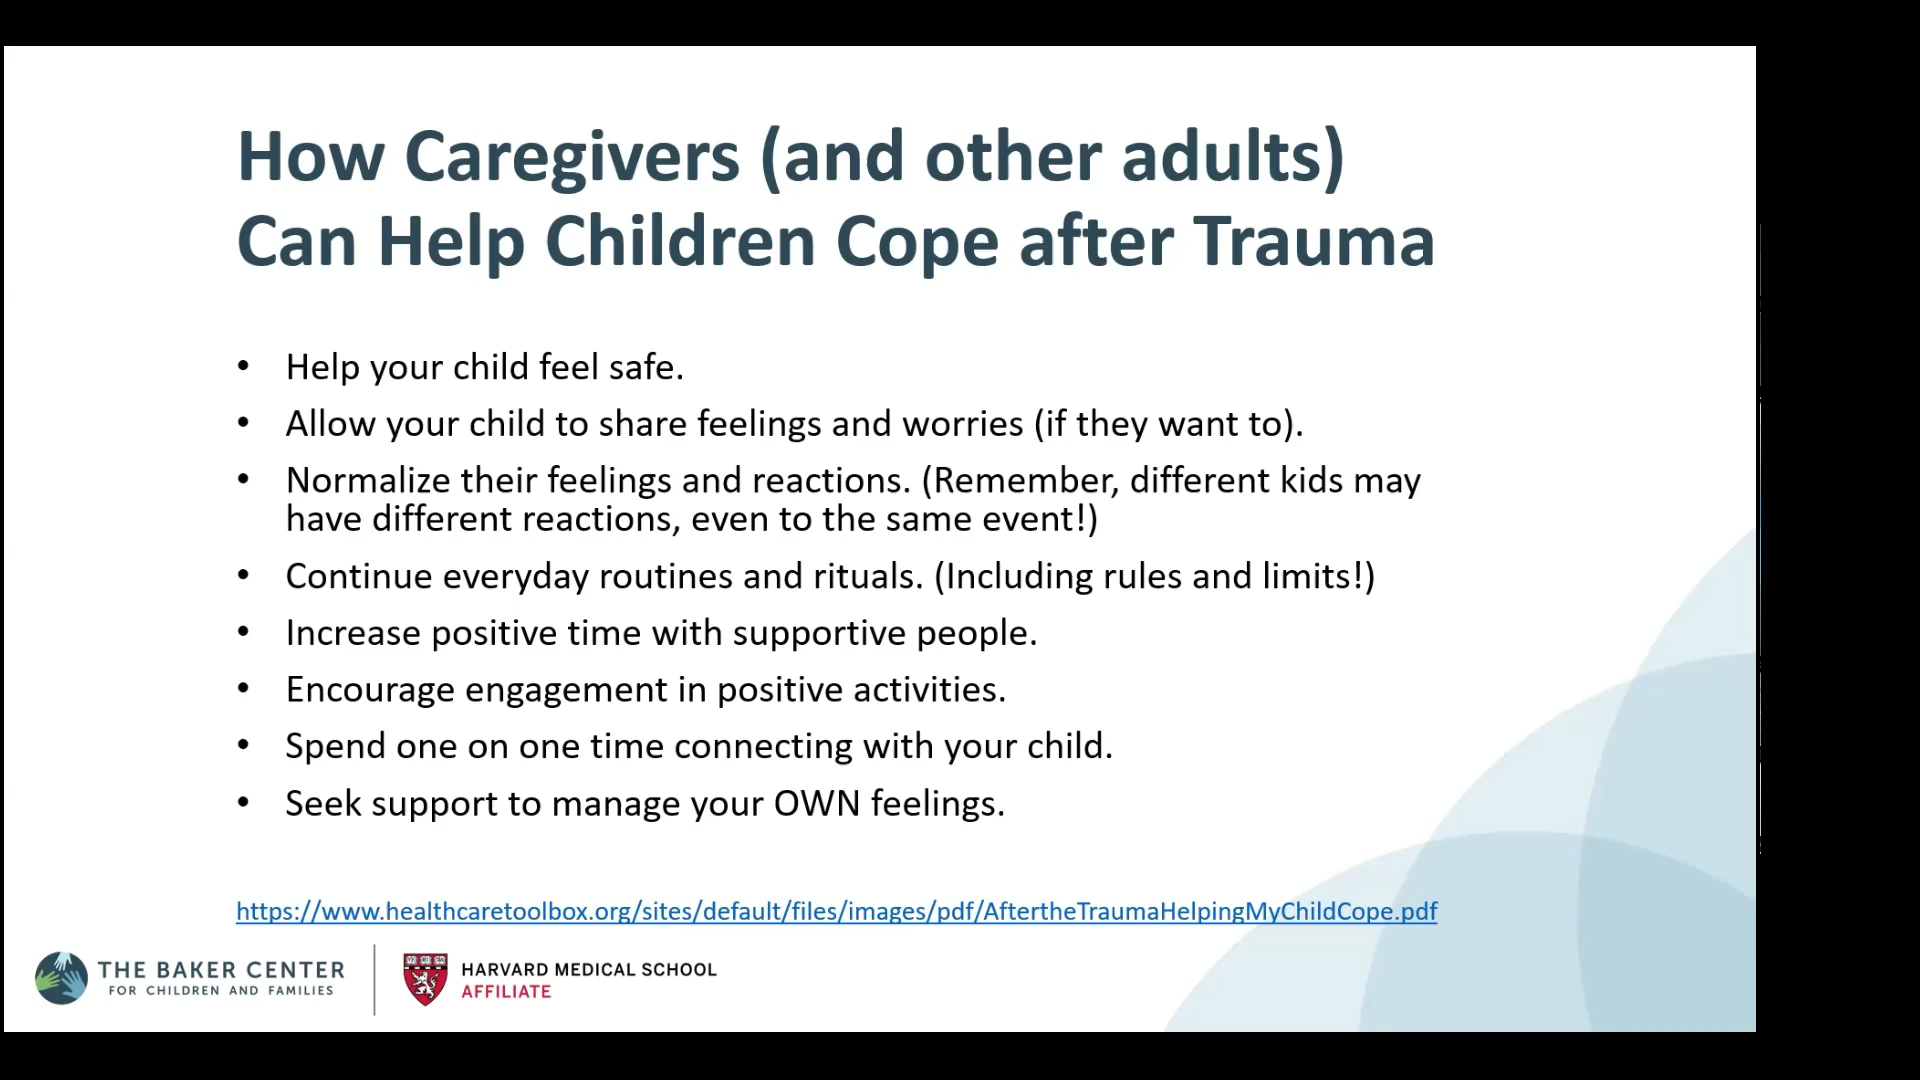 How Caregivers (and other adults)
Can Help Children Cope after Trauma
• Help your child feel safe.
• Allow your child to share feelings and worries (if they want to).
• Normalize their feelings and reactions. (Remember, different kids may
have different reactions, even to the same event!)
• Continue everyday routines and rituals. (Including rules and limits!)
• Increase positive time with supportive people.
• Encourage engagement in positive activities.
• Spend one on one time connecting with your child.
• Seek support to manage your OWN feelings.
https://www.healthcaretoolbox.org/sites/default/files/images/pdf/AftertheTraumaHelpingMyChildCope.pdf
THE BAKER CENTER
FOR CHILDREN AND FAMILIES
HARVARD MEDICAL SCHOOL
AFFILIATE